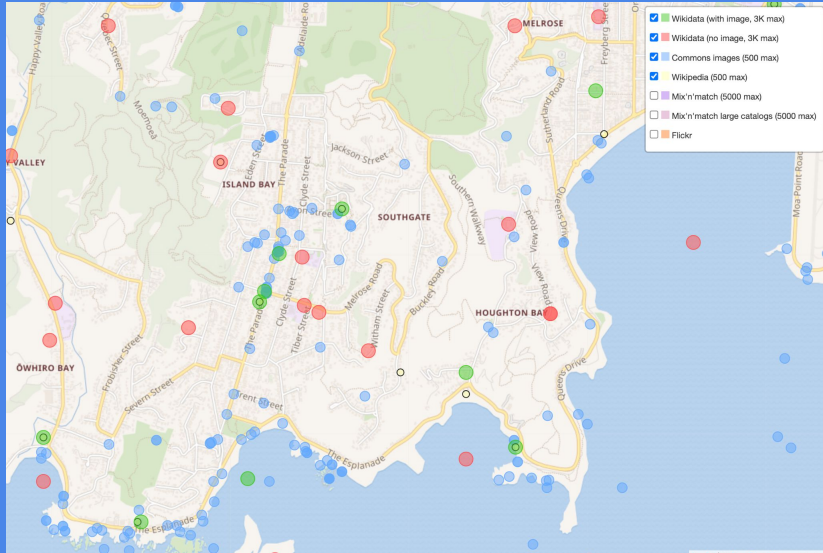 Wikidata (with image, 3K max)
Wikidata (no image, 3K max)
Commons images (500 max)
Wikipedia (500 max)
Mix'n'match (5000 max)
Mix'n'match large catalogs (5000 max)
Flickr
MELROSE
Happy Valley Road
Adelaide Ro
Freyberg Street
Sutherland Road
Moemoeā
Eden Street
The Parade
Clyde Street
Jackson Street
Y VALLEY
ISLAND BAY
Southern Walkway
Queens Drive
Moa Point Road
SOUTHGATE
View Road
View Road
Melrose Road
Buckley Road
Clyde Street
Tiber Street
Witham Street
HOUGHTON BAY
The Parade
Frobisher Street
ŌWHIRO BAY
Severn Street
Queens Drive
Trent Street
The Esplanade
The Esplanade